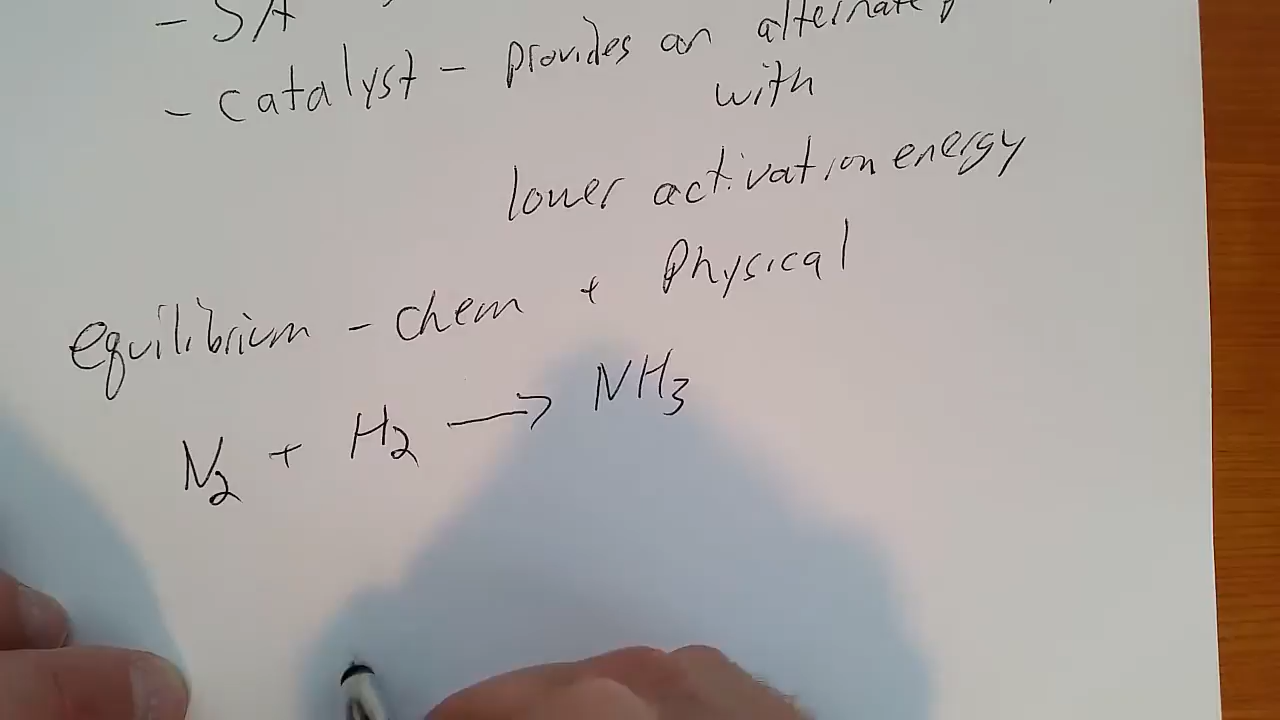 - SA
- Catalyst - provides an alternate
with
lower activation energy
equilibrium - chem + Physical
N₂ + H₂ → NH₃